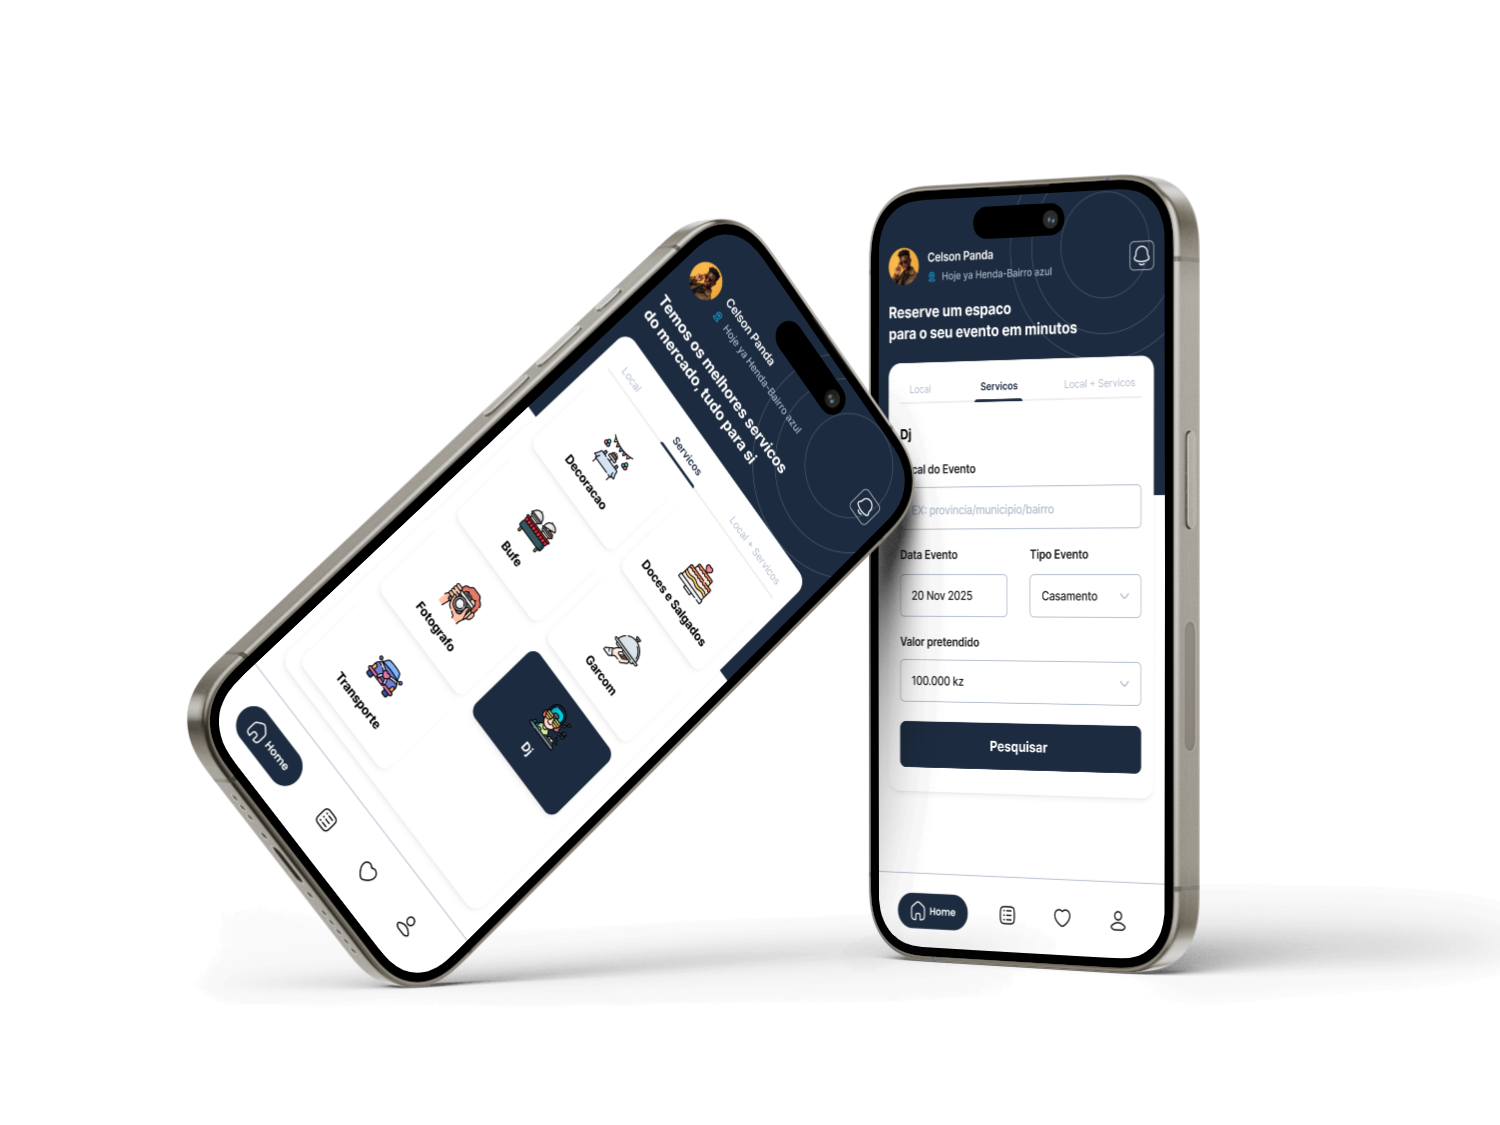 Celson Panda
Hoje ya Henda-Bairro azul
Temos os melhores servicos
do mercado, tudo para si
Local
Servicos
Local + Servicos
Decoracao
Doces e Salgados
Bufe
Garcom
Fotografo
Dj
Transporte
Home
Celson Panda
Hoje ya Henda-Bairro azul
Reserve um espaco
para o seu evento em minutos
Local
Servicos
Local + Servicos
Dj
cal do Evento
EX: provincia/municipio/bairro
Data Evento
Tipo Evento
20 Nov 2025
Casamento
Valor pretendido
100.000 kz
Pesquisar
Home